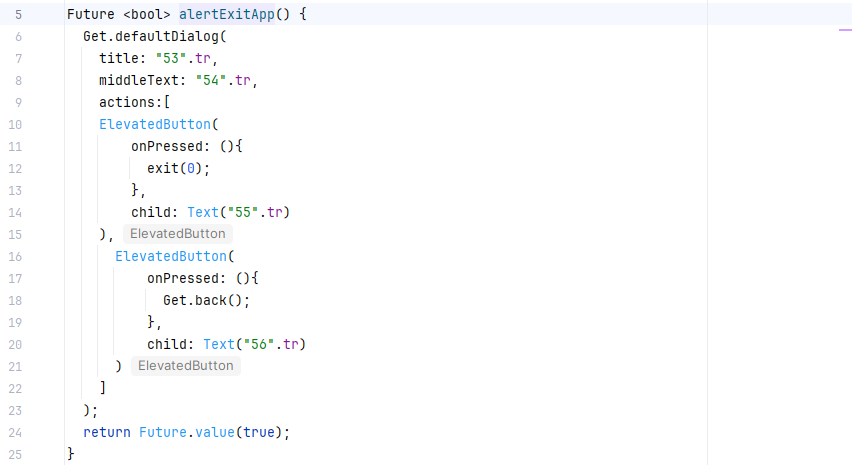 5 Future <bool> alertExitApp() {
6 Get.defaultDialog(
7 title: "53".tr,
8 middleText: "54".tr,
9 actions:[
10 ElevatedButton(
11 onPressed: (){
12 exit(0);
13 },
14 child: Text("55".tr)
15 ), ElevatedButton
16 ElevatedButton(
17 onPressed: (){
18 Get.back();
19 },
20 child: Text("56".tr)
21 ) ElevatedButton
22 ]
23 );
24 return Future.value(true);
25 }